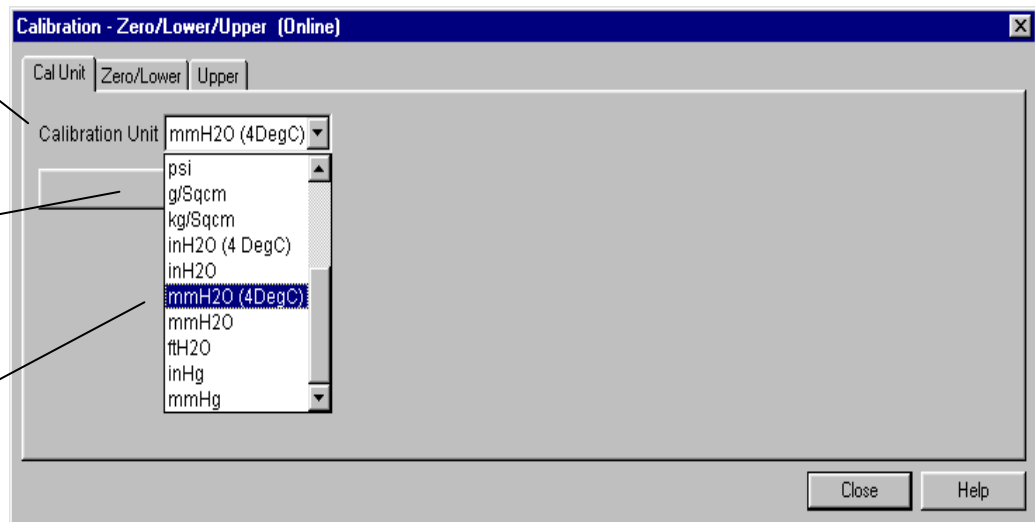 Calibration - Zero/Lower/Upper (Online)
Cal Unit Zero/Lower Upper
Calibration Unit mmH2O (4DegC)
psi
g/Sqcm
kg/Sqcm
inH2O (4 DegC)
inH2O
mmH2O (4DegC)
mmH2O
ftH2O
inHg
mmHg
Close Help